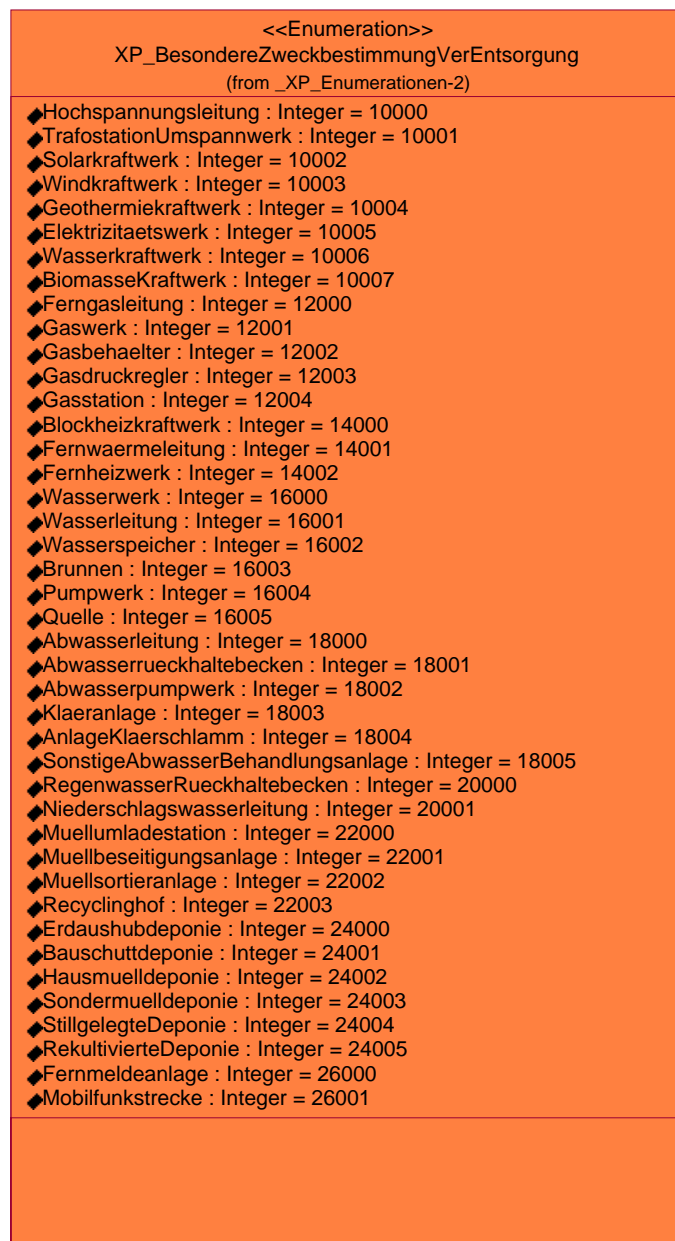 <<Enumeration>>
XP_BesondereZweckbestimmungVerEntsorgung
(from _XP_Enumerationen-2)
Hochspannungsleitung : Integer = 10000
TrafostationUmspannwerk : Integer = 10001
Solarkraftwerk : Integer = 10002
Windkraftwerk : Integer = 10003
Geothermiekraftwerk : Integer = 10004
Elektrizitaetswerk : Integer = 10005
Wasserkraftwerk : Integer = 10006
BiomasseKraftwerk : Integer = 10007
Ferngasleitung : Integer = 12000
Gaswerk : Integer = 12001
Gasbehaelter : Integer = 12002
Gasdruckregler : Integer = 12003
Gasstation : Integer = 12004
Blockheizkraftwerk : Integer = 14000
Fernwaermeleitung : Integer = 14001
Fernheizwerk : Integer = 14002
Wasserwerk : Integer = 16000
Wasserleitung : Integer = 16001
Wasserspeicher : Integer = 16002
Brunnen : Integer = 16003
Pumpwerk : Integer = 16004
Quelle : Integer = 16005
Abwasserleitung : Integer = 18000
Abwasserrueckhaltebecken : Integer = 18001
Abwasserpumpwerk : Integer = 18002
Klaeranlage : Integer = 18003
AnlageKlaerschlamm : Integer = 18004
SonstigeAbwasserBehandlungsanlage : Integer = 18005
RegenwasserRueckhaltebecken : Integer = 20000
Niederschlagswasserleitung : Integer = 20001
Muellumladestation : Integer = 22000
Muellbeseitigungsanlage : Integer = 22001
Muellsortieranlage : Integer = 22002
Recyclinghof : Integer = 22003
Erdaushubdeponie : Integer = 24000
Bauschuttdeponie : Integer = 24001
Hausmuelldeponie : Integer = 24002
Sondermuelldeponie : Integer = 24003
StillgelegteDeponie : Integer = 24004
RekultivierteDeponie : Integer = 24005
Fernmeldeanlage : Integer = 26000
Mobilfunkstrecke : Integer = 26001